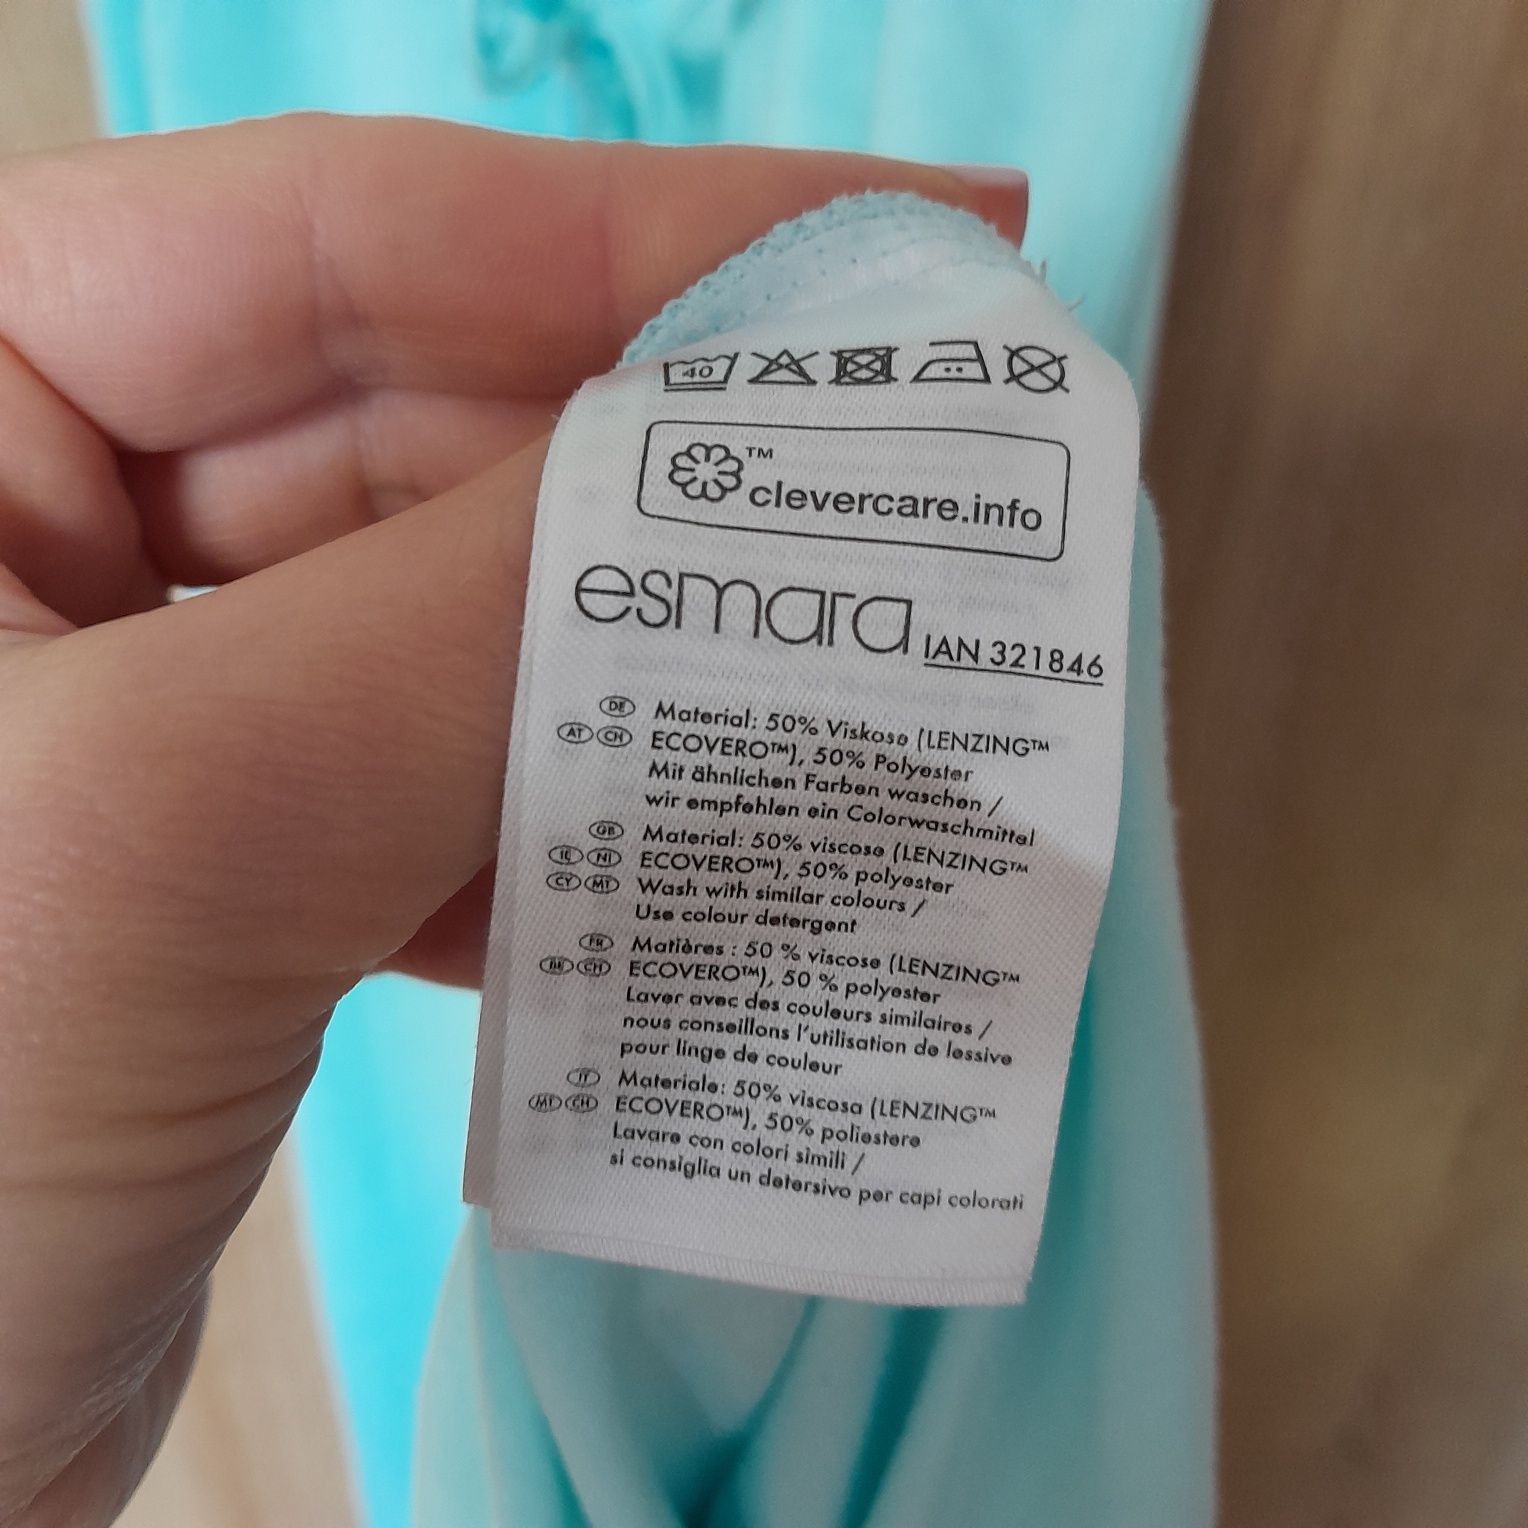 40
TM
clevercare.info
esmara IAN 321846
DE Material: 50% Viskose (LENZING™
AT CH ECOVERO™), 50% Polyester
Mit ähnlichen Farben waschen /
wir empfehlen ein Colorwaschmittel
GB Material: 50% viscose (LENZING™
IE NI ECOVERO™), 50% polyester
CY MT Wash with similar colours /
Use colour detergent
FR Matières : 50 % viscose (LENZING™
BE CH ECOVERO™), 50 % polyester
Laver avec des couleurs similaires /
nous conseillons l'utilisation de lessive
pour linge de couleur
IT Materiale: 50% viscosa (LENZING™
MT CH ECOVERO™), 50% poliestere
Lavare con colori simili /
si consiglia un detersivo per capi colorati